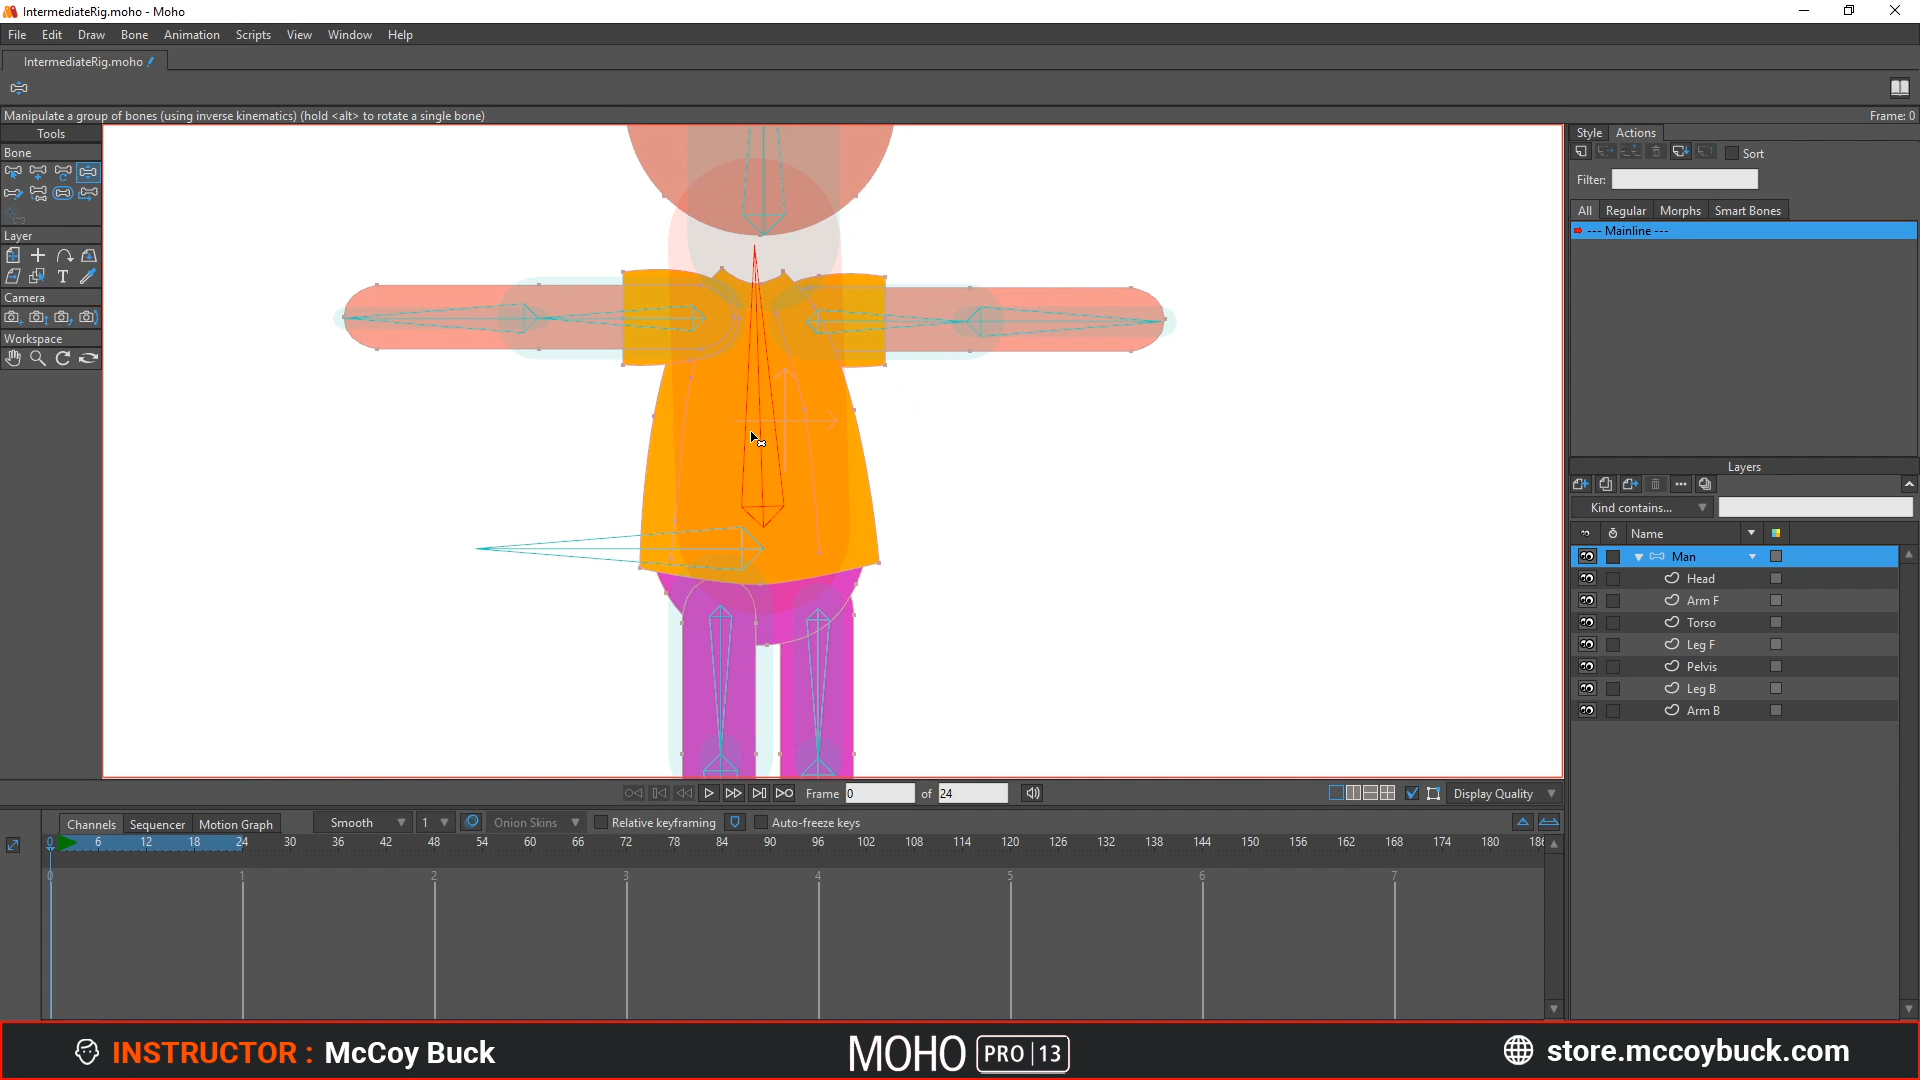 IntermediateRig.moho - Moho
File Edit Draw Bone Animation Scripts View Window Help
IntermediateRig.moho
Manipulate a group of bones (using inverse kinematics) (hold <alt> to rotate a single bone)
Frame: 0
Tools
Bone
Layer
Camera
Workspace
Style Actions
Sort
Filter:
All Regular Morphs Smart Bones
--- Mainline ---
Layers
Kind contains...
Name
Man
Head
Arm F
Torso
Leg F
Pelvis
Leg B
Arm B
Frame 0 of 24
Display Quality
Channels Sequencer Motion Graph Smooth 1 Onion Skins Relative keyframing Auto-freeze keys
0 6 12 18 24 30 36 42 48 54 60 66 72 78 84 90 96 102 108 114 120 126 132 138 144 150 156 162 168 174 180 186
0 1 2 3 4 5 6 7
INSTRUCTOR : McCoy Buck
MOHO PRO 13
store.mccoybuck.com